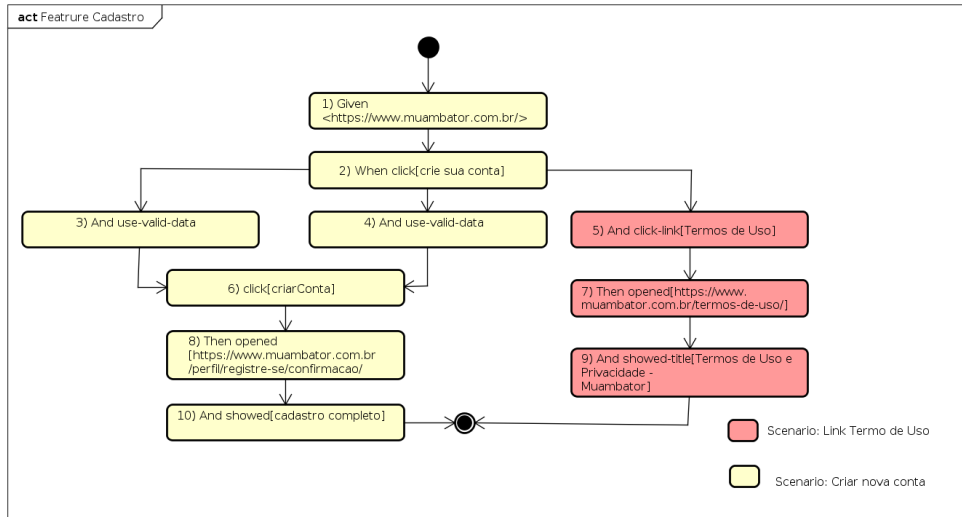 act Featrure Cadastro
1) Given
<https://www.muambator.com.br/>
2) When click[crie sua conta]
3) And use-valid-data
4) And use-valid-data
5) And click-link[Termos de Uso]
6) click[criarConta]
7) Then opened[https://www.
muambator.com.br/termos-de-uso/]
8) Then opened
[https://www.muambator.com.br
/perfil/registre-se/confirmacao/
9) And showed-title[Termos de Uso e
Privacidade -
Muambator]
10) And showed[cadastro completo]
Scenario: Link Termo de Uso
Scenario: Criar nova conta